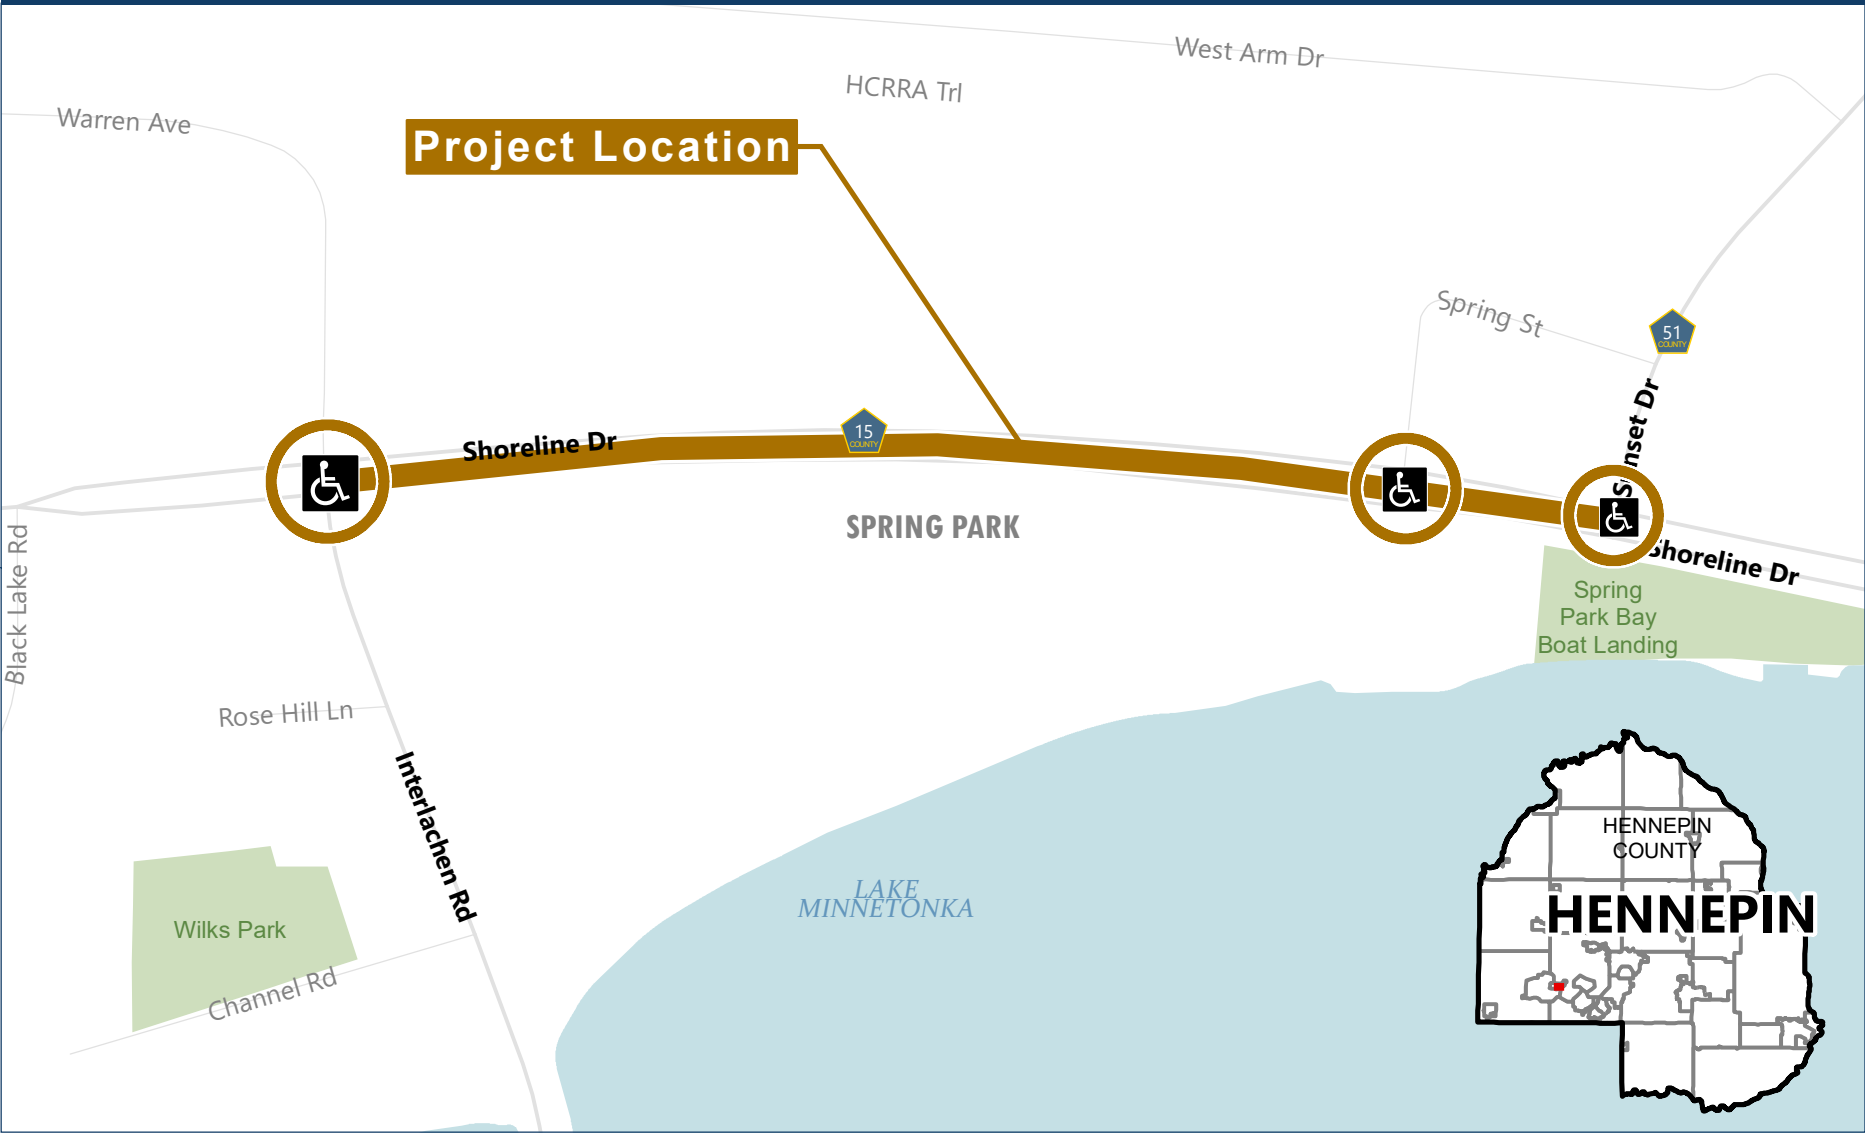 West Arm Dr
HCRRA Trl
Warren Ave
Project Location
Spring St
51
COUNTY
Sunset Dr
15
COUNTY
Shoreline Dr
SPRING PARK
Shoreline Dr
Black Lake Rd
Spring
Park Bay
Boat Landing
Rose Hill Ln
Interlachen Rd
HENNEPIN
COUNTY
HENNEPIN
LAKE
MINNETONKA
Wilks Park
Channel Rd